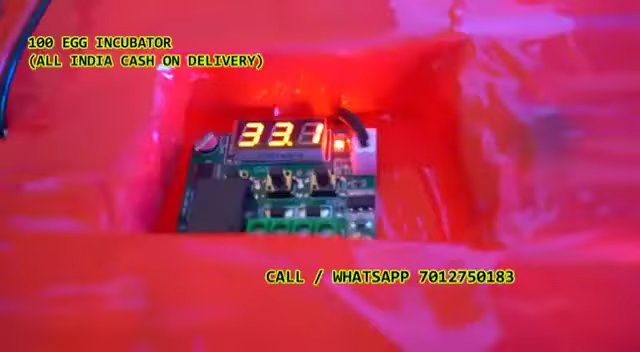 100 EGG INCUBATOR
(ALL INDIA CASH ON DELIVERY)
33.1
CALL / WHATSAPP 7012750183